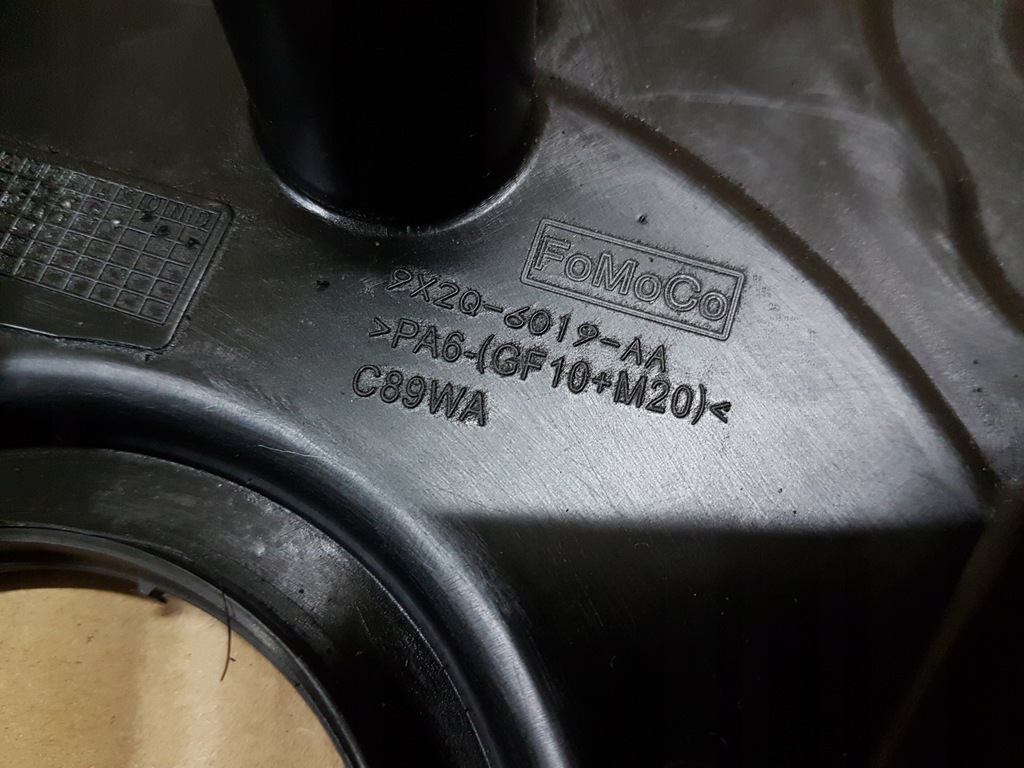 FoMoCo
9X2Q-6019-AA
>PA6-(GF10+M20)<
C89WA